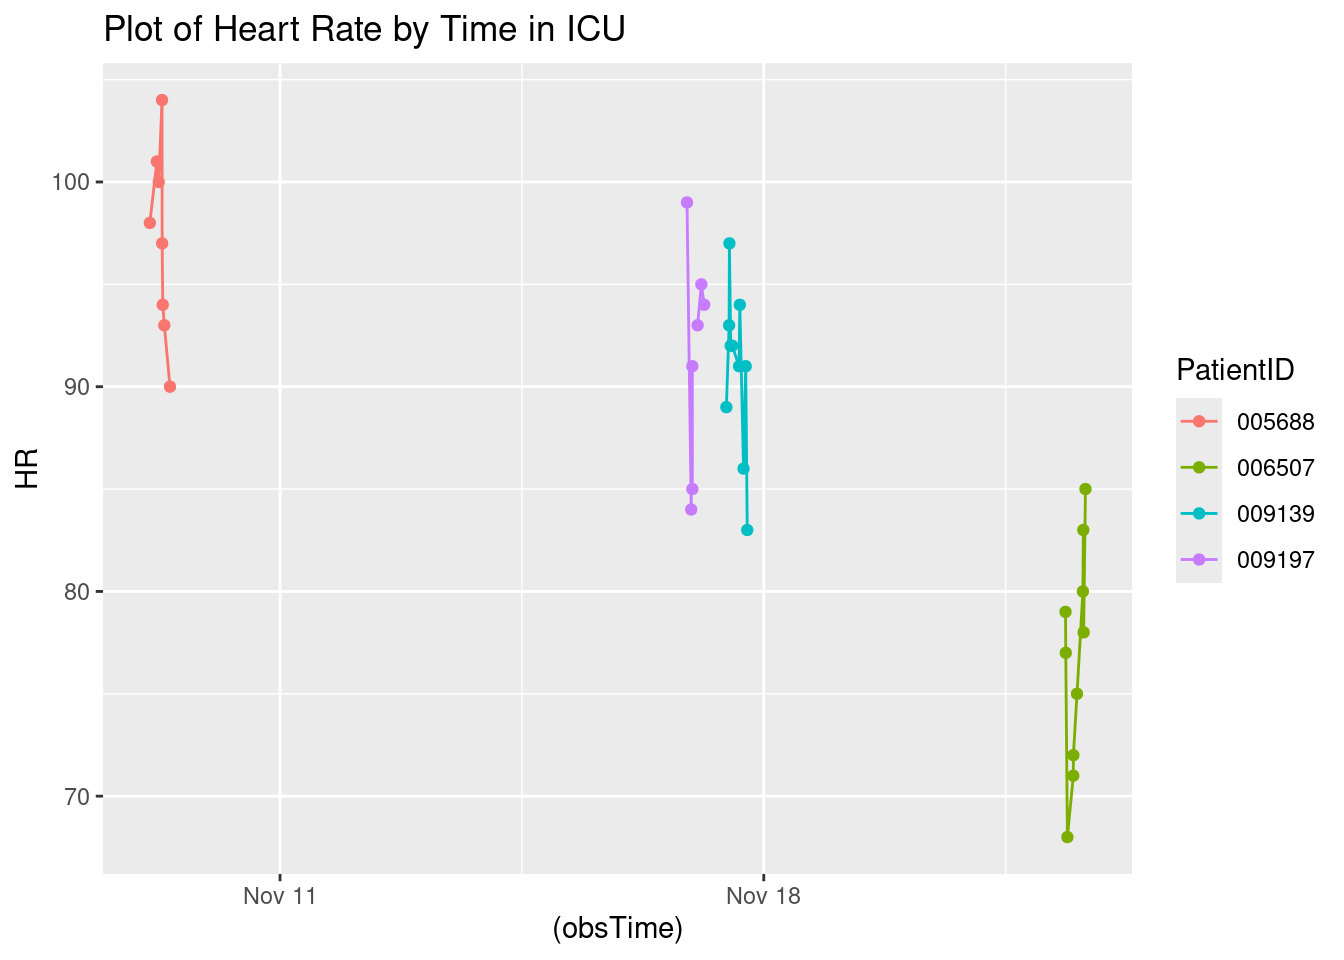 Plot of Heart Rate by Time in ICU
100
90
80
70
HR
Nov 11
Nov 18
(obsTime)
PatientID
005688
006507
009139
009197